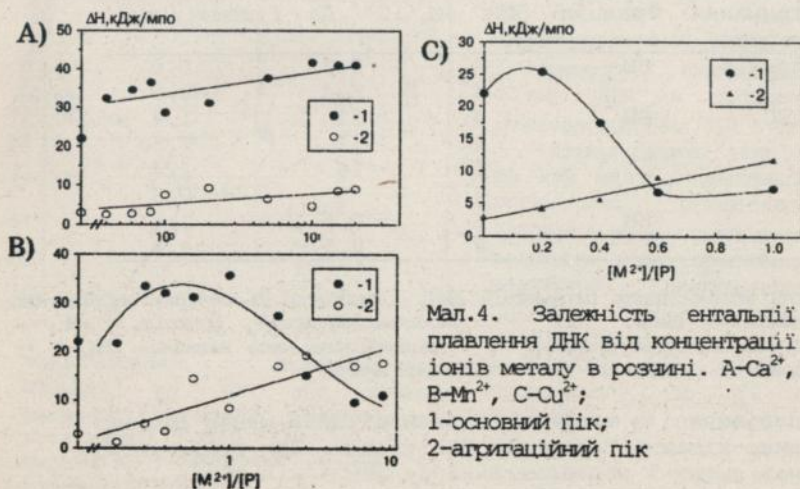 A)
ΔH,кДж/мпо
50
40
30
20
10
0
10⁰
10¹
-1
-2
B)
40
30
20
10
0
1
10
[M²⁺]/[P]
-1
-2
C)
ΔH,кДж/мпо
30
25
20
15
10
5
0
0.2
0.4
0.6
0.8
1.0
[M²⁺]/[P]
-1
-2
Мал.4. Залежність ентальпії
плавлення ДНК від концентрації
іонів металу в розчині. A-Ca²⁺,
B-Mn²⁺, C-Cu²⁺;
1-основний пік;
2-агригаційний пік